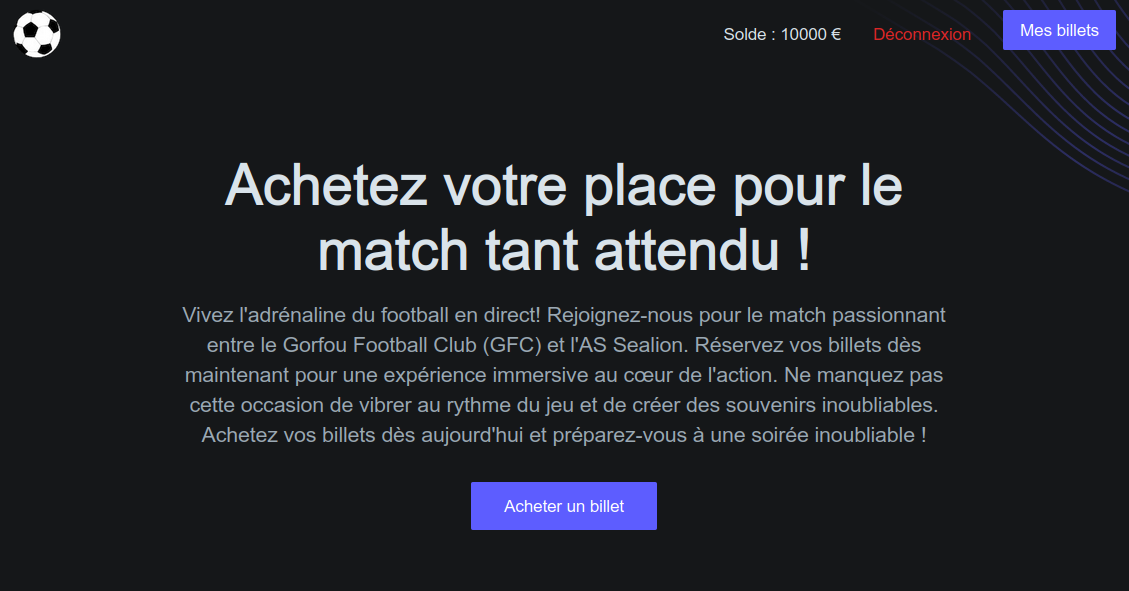 Solde : 10000 €
Déconnexion
Mes billets
Achetez votre place pour le
match tant attendu !
Vivez l'adrénaline du football en direct! Rejoignez-nous pour le match passionnant
entre le Gorfou Football Club (GFC) et l'AS Sealion. Réservez vos billets dès
maintenant pour une expérience immersive au cœur de l'action. Ne manquez pas
cette occasion de vibrer au rythme du jeu et de créer des souvenirs inoubliables.
Achetez vos billets dès aujourd'hui et préparez-vous à une soirée inoubliable !
Acheter un billet